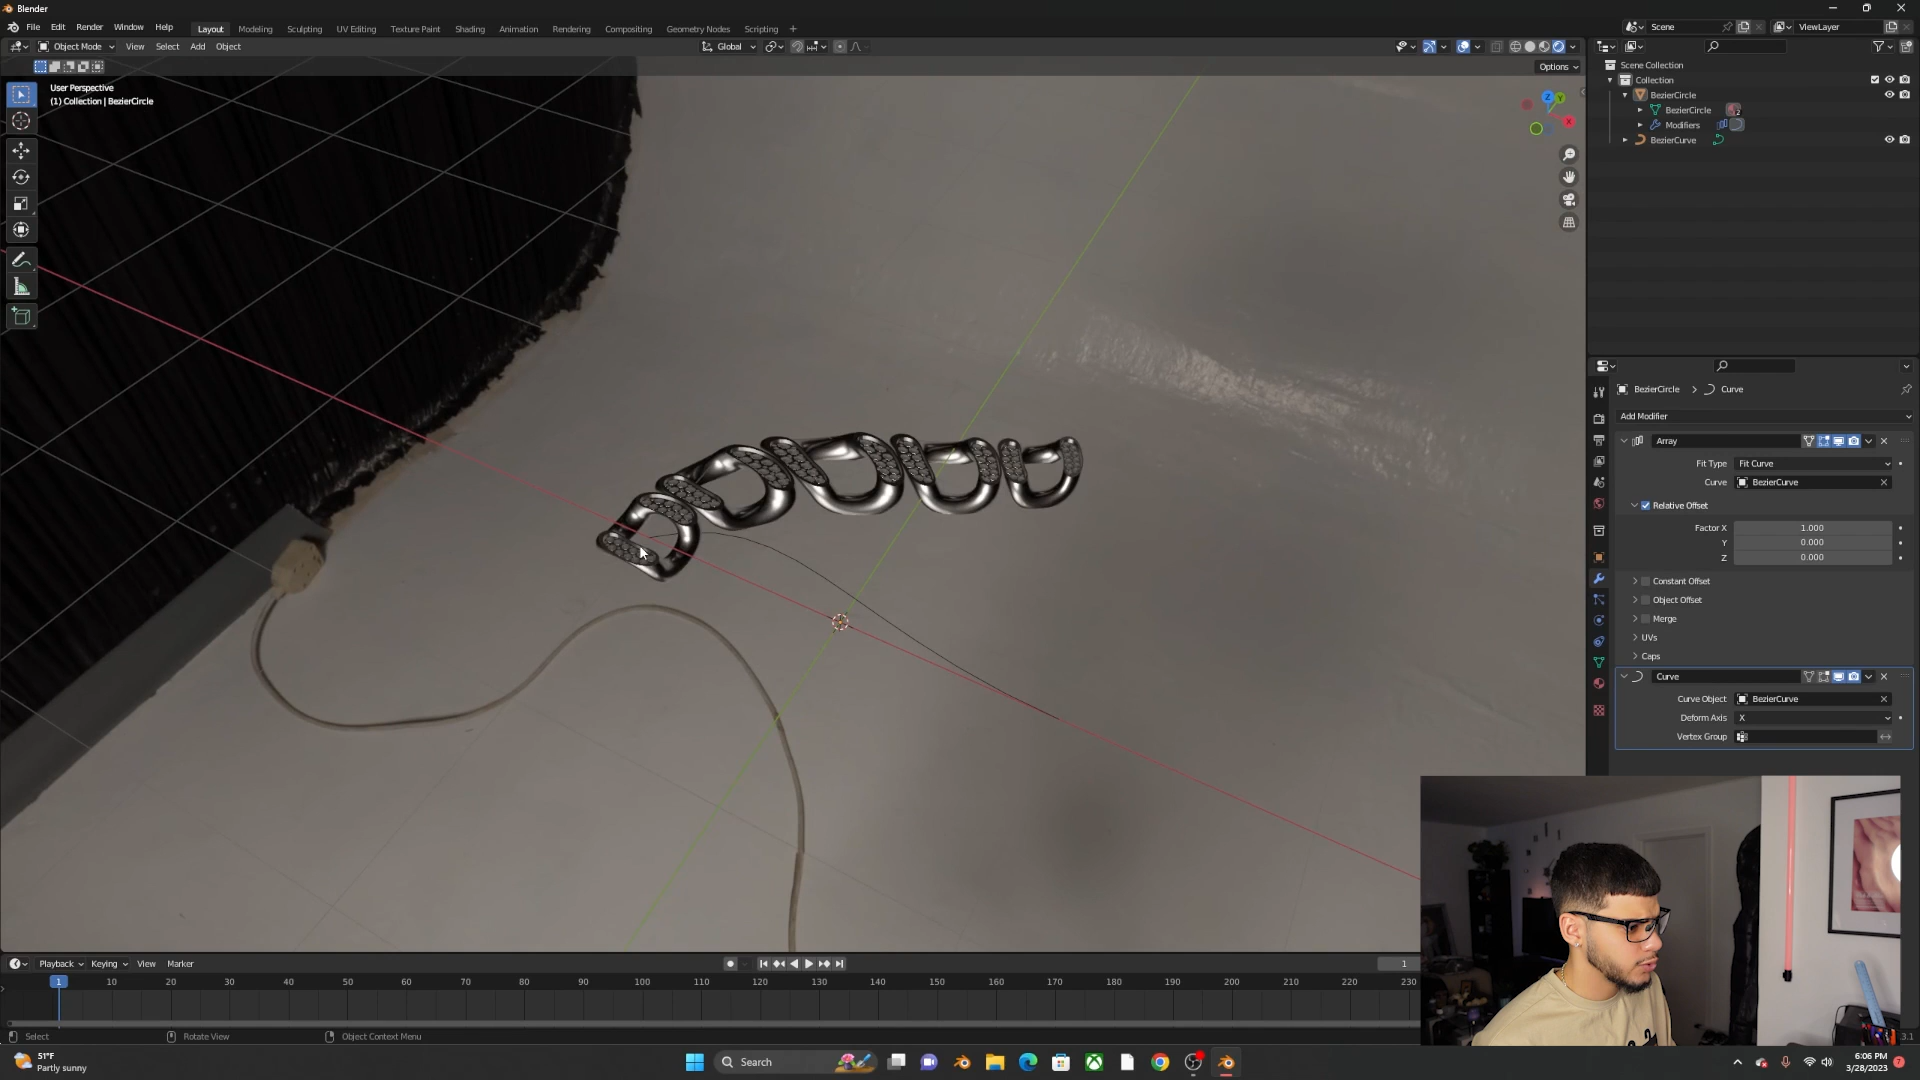 Blender
File Edit Render Window Help
Layout Modeling Sculpting UV Editing Texture Paint Shading Animation Rendering Compositing Geometry Nodes Scripting +
Scene
ViewLayer
Object Mode View Select Add Object
Global
Options
User Perspective
(1) Collection | BezierCircle
Z
Y
X
Scene Collection
Collection
BezierCircle
BezierCircle
2
Modifiers
BezierCurve
BezierCircle > Curve
Add Modifier
Array
Fit Type Fit Curve
Curve BezierCurve
Relative Offset
Factor X 1.000
Y 0.000
Z 0.000
Constant Offset
Object Offset
Merge
UVs
Caps
Curve
Curve Object BezierCurve
Deform Axis X
Vertex Group
Playback Keying View Marker
1
1 10 20 30 40 50 60 70 80 90 100 110 120 130 140 150 160 170 180 190 200 210 220 230
Select Rotate View Object Context Menu
3.1
51°F
Partly sunny
Search
6:06 PM
3/28/2023
7